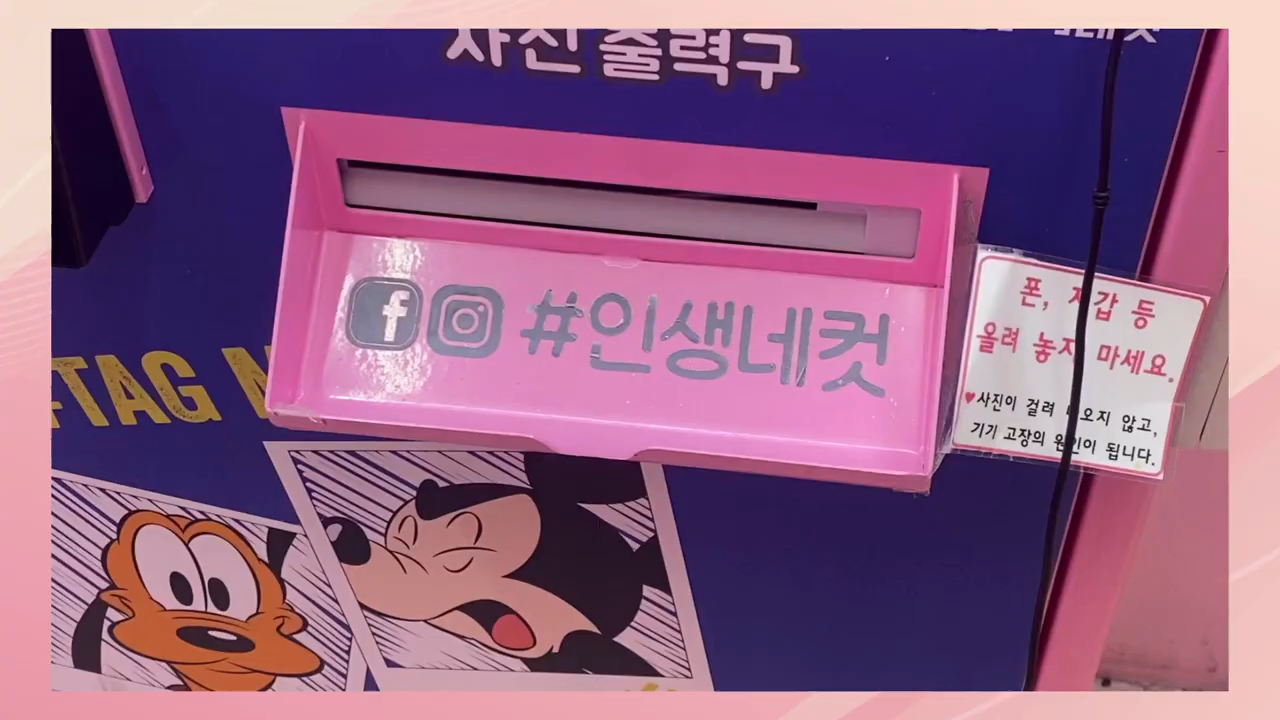 사진 출력구
#인생네컷
폰, 지갑 등
올려 놓지 마세요.
♥사진이 걸려 나오지 않고,
기기 고장의 원인이 됩니다.
TAG